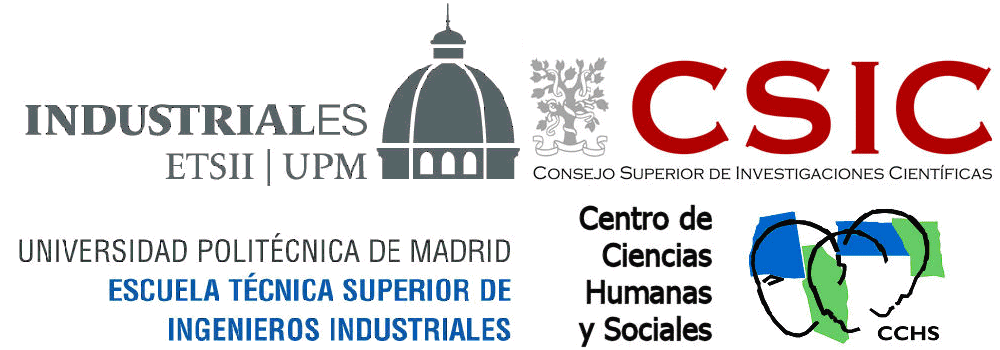 INDUSTRIALES
ETSII | UPM
CSIC
CONSEJO SUPERIOR DE INVESTIGACIONES CIENTÍFICAS
UNIVERSIDAD POLITÉCNICA DE MADRID
ESCUELA TÉCNICA SUPERIOR DE
INGENIEROS INDUSTRIALES
Centro de
Ciencias
Humanas
y Sociales
CCHS